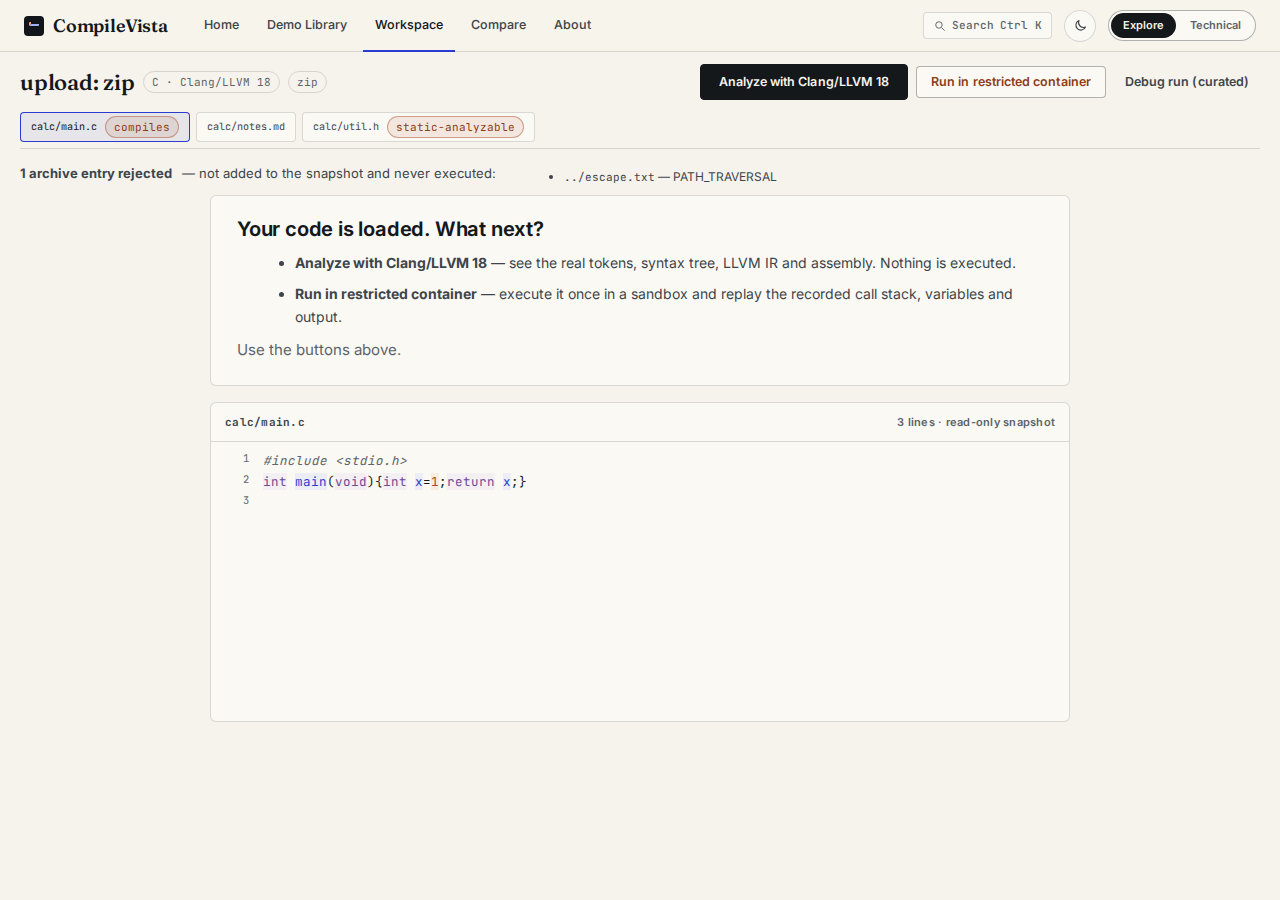 CompileVista Home Demo Library Workspace Compare About Search Ctrl K Explore Technical
upload: zip C · Clang/LLVM 18 zip Analyze with Clang/LLVM 18 Run in restricted container Debug run (curated)
calc/main.c compiles calc/notes.md calc/util.h static-analyzable
1 archive entry rejected — not added to the snapshot and never executed: • ../escape.txt — PATH_TRAVERSAL
Your code is loaded. What next?
• Analyze with Clang/LLVM 18 — see the real tokens, syntax tree, LLVM IR and assembly. Nothing is executed.
• Run in restricted container — execute it once in a sandbox and replay the recorded call stack, variables and
output.
Use the buttons above.
calc/main.c 3 lines · read-only snapshot
1 #include <stdio.h>
2 int main(void){int x=1;return x;}
3